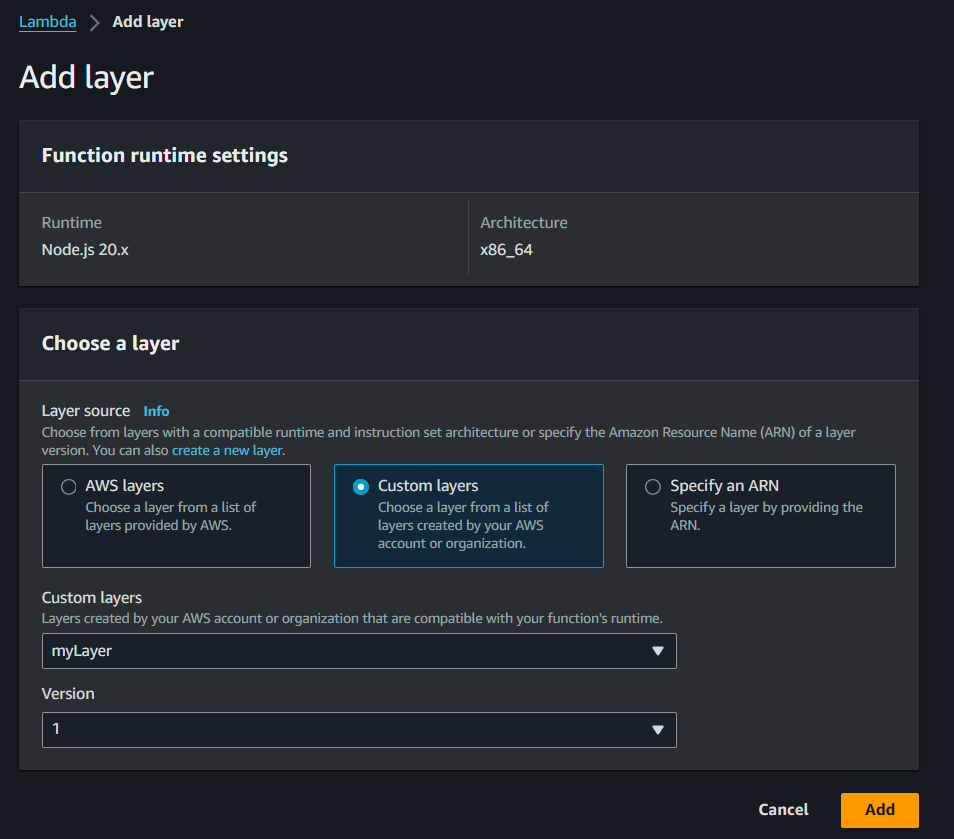 Lambda > Add layer
Add layer
Function runtime settings
Runtime
Node.js 20.x
Architecture
x86_64
Choose a layer
Layer source Info
Choose from layers with a compatible runtime and instruction set architecture or specify the Amazon Resource Name (ARN) of a layer
version. You can also create a new layer.
AWS layers
Choose a layer from a list of
layers provided by AWS.
Custom layers
Choose a layer from a list of
layers created by your AWS
account or organization.
Specify an ARN
Specify a layer by providing the
ARN.
Custom layers
Layers created by your AWS account or organization that are compatible with your function's runtime.
myLayer
Version
1
Cancel
Add